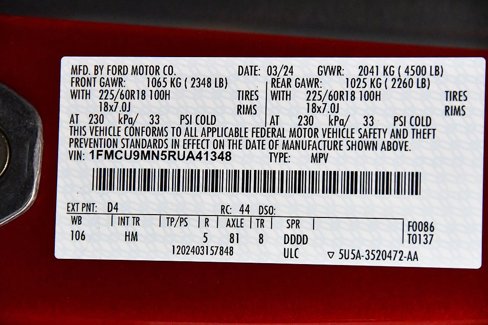 MFD. BY FORD MOTOR CO. DATE: 03/24 GVWR: 2041 KG ( 4500 LB)
FRONT GAWR: 1065 KG ( 2348 LB) REAR GAWR: 1025 KG ( 2260 LB)
WITH 225/60R18 100H TIRES WITH 225/60R18 100H TIRES
18x7.0J RIMS 18x7.0J RIMS
AT 230 kPa/ 33 PSI COLD AT 230 kPa/ 33 PSI COLD
THIS VEHICLE CONFORMS TO ALL APPLICABLE FEDERAL MOTOR VEHICLE SAFETY AND THEFT
PREVENTION STANDARDS IN EFFECT ON THE DATE OF MANUFACTURE SHOWN ABOVE.
VIN: 1FMCU9MN5RUA41348 TYPE: MPV
EXT PNT: D4 RC: 44 DSO:
WB INT TR TP/PS R AXLE TR SPR F0086
106 HM 5 81 8 DDDD T0137
1202403157848 ULC ▽ 5U5A-3520472-AA